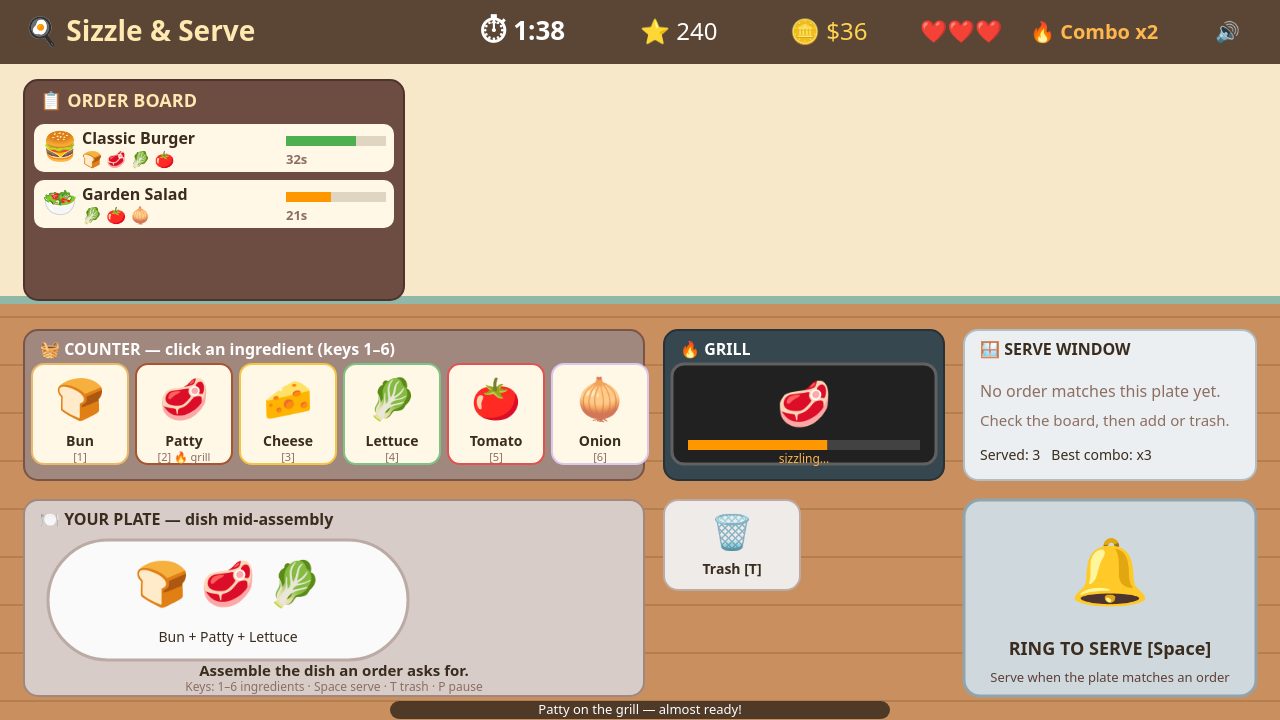 Sizzle & Serve
1:38
240
$36
Combo x2
ORDER BOARD
Classic Burger
32s
Garden Salad
21s
COUNTER — click an ingredient (keys 1–6)
Bun
[1]
Patty
[2] 🔥 grill
Cheese
[3]
Lettuce
[4]
Tomato
[5]
Onion
[6]
GRILL
sizzling...
SERVE WINDOW
No order matches this plate yet.
Check the board, then add or trash.
Served: 3 Best combo: x3
YOUR PLATE — dish mid-assembly
Bun + Patty + Lettuce
Assemble the dish an order asks for.
Keys: 1–6 ingredients · Space serve · T trash · P pause
Trash [T]
RING TO SERVE [Space]
Serve when the plate matches an order
Patty on the grill — almost ready!